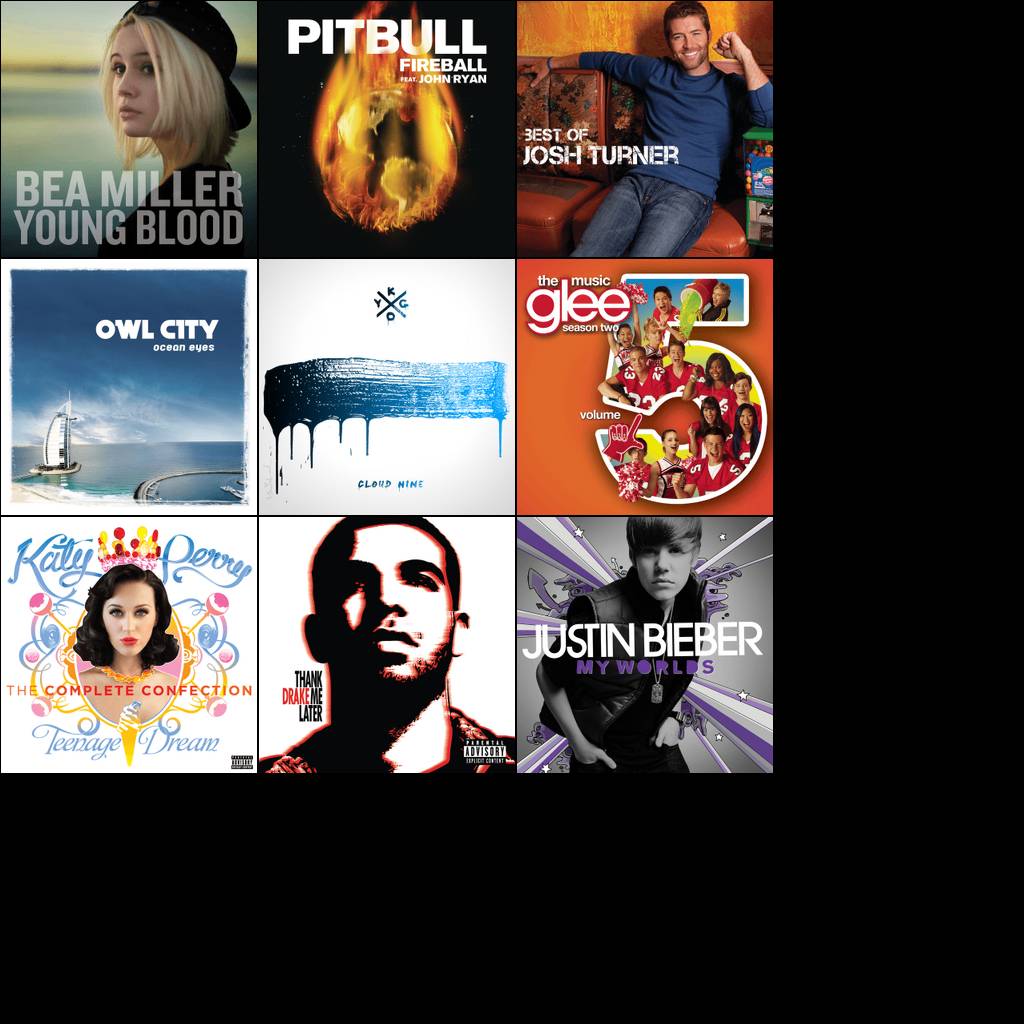 BEA MILLER
YOUNG BLOOD
PITBULL
FIREBALL
FEAT. JOHN RYAN
BEST OF
JOSH TURNER
OWL CITY
ocean eyes
K
Y G
O
CLOUD NINE
the music
glee
season two
volume
5
Katy Perry
THE COMPLETE CONFECTION
Teenage Dream
THANK
DRAKE ME
LATER
PARENTAL
ADVISORY
EXPLICIT CONTENT
JUSTIN BIEBER
MY WORLDS